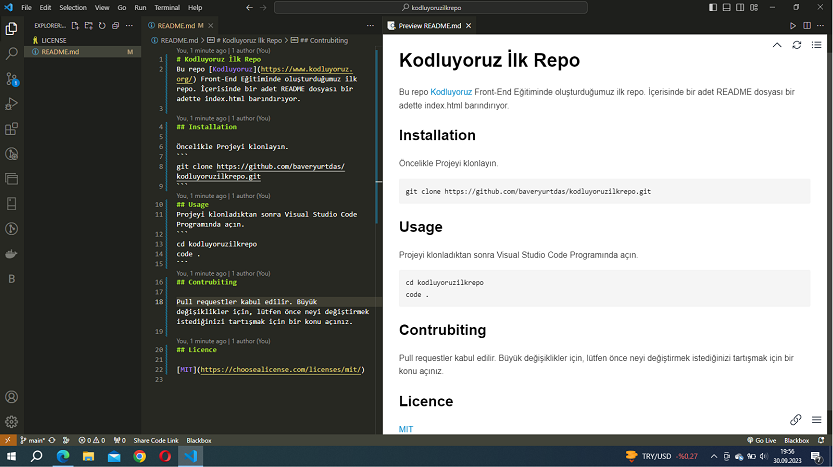 File Edit Selection View Go Run Terminal Help
kodluyoruzilkrepo
EXPLORER:...
LICENSE
README.md M
README.md M
README.md > # Kodluyoruz İlk Repo > ## Contrubiting
You, 1 minute ago | 1 author (You)
1 # Kodluyoruz İlk Repo
2 Bu repo [Kodluyoruz](https://www.kodluyoruz.
org/) Front-End Eğitiminde oluşturduğumuz ilk
repo. İçerisinde bir adet README dosyası bir
adette index.html barındırıyor.
3
You, 1 minute ago | 1 author (You)
4 ## Installation
5
6 Öncelikle Projeyi klonlayın.
7 ```
8 git clone https://github.com/baveryurtdas/
kodluyoruzilkrepo.git
9 ```
You, 1 minute ago | 1 author (You)
10 ## Usage
11 Projeyi klonladıktan sonra Visual Studio Code
Programında açın.
12 ```
13 cd kodluyoruzilkrepo
14 code .
15 ```
You, 1 minute ago | 1 author (You)
16 ## Contrubiting
17
18 Pull requestler kabul edilir. Büyük
değişiklikler için, lütfen önce neyi değiştirmek
istediğinizi tartışmak için bir konu açınız.
19
You, 1 minute ago | 1 author (You)
20 ## Licence
21
22 [MIT](https://choosealicense.com/licenses/mit/)
23
Preview README.md
Kodluyoruz İlk Repo
Bu repo Kodluyoruz Front-End Eğitiminde oluşturduğumuz ilk repo. İçerisinde bir adet README dosyası bir
adette index.html barındırıyor.
Installation
Öncelikle Projeyi klonlayın.
git clone https://github.com/baveryurtdas/kodluyoruzilkrepo.git
Usage
Projeyi klonladıktan sonra Visual Studio Code Programında açın.
cd kodluyoruzilkrepo
code .
Contrubiting
Pull requestler kabul edilir. Büyük değişiklikler için, lütfen önce neyi değiştirmek istediğinizi tartışmak için bir
konu açınız.
Licence
MIT
main* 0 0 0 Share Code Link Blackbox Go Live Blackbox
TRY/USD -%0,27
19:56
30.09.2023